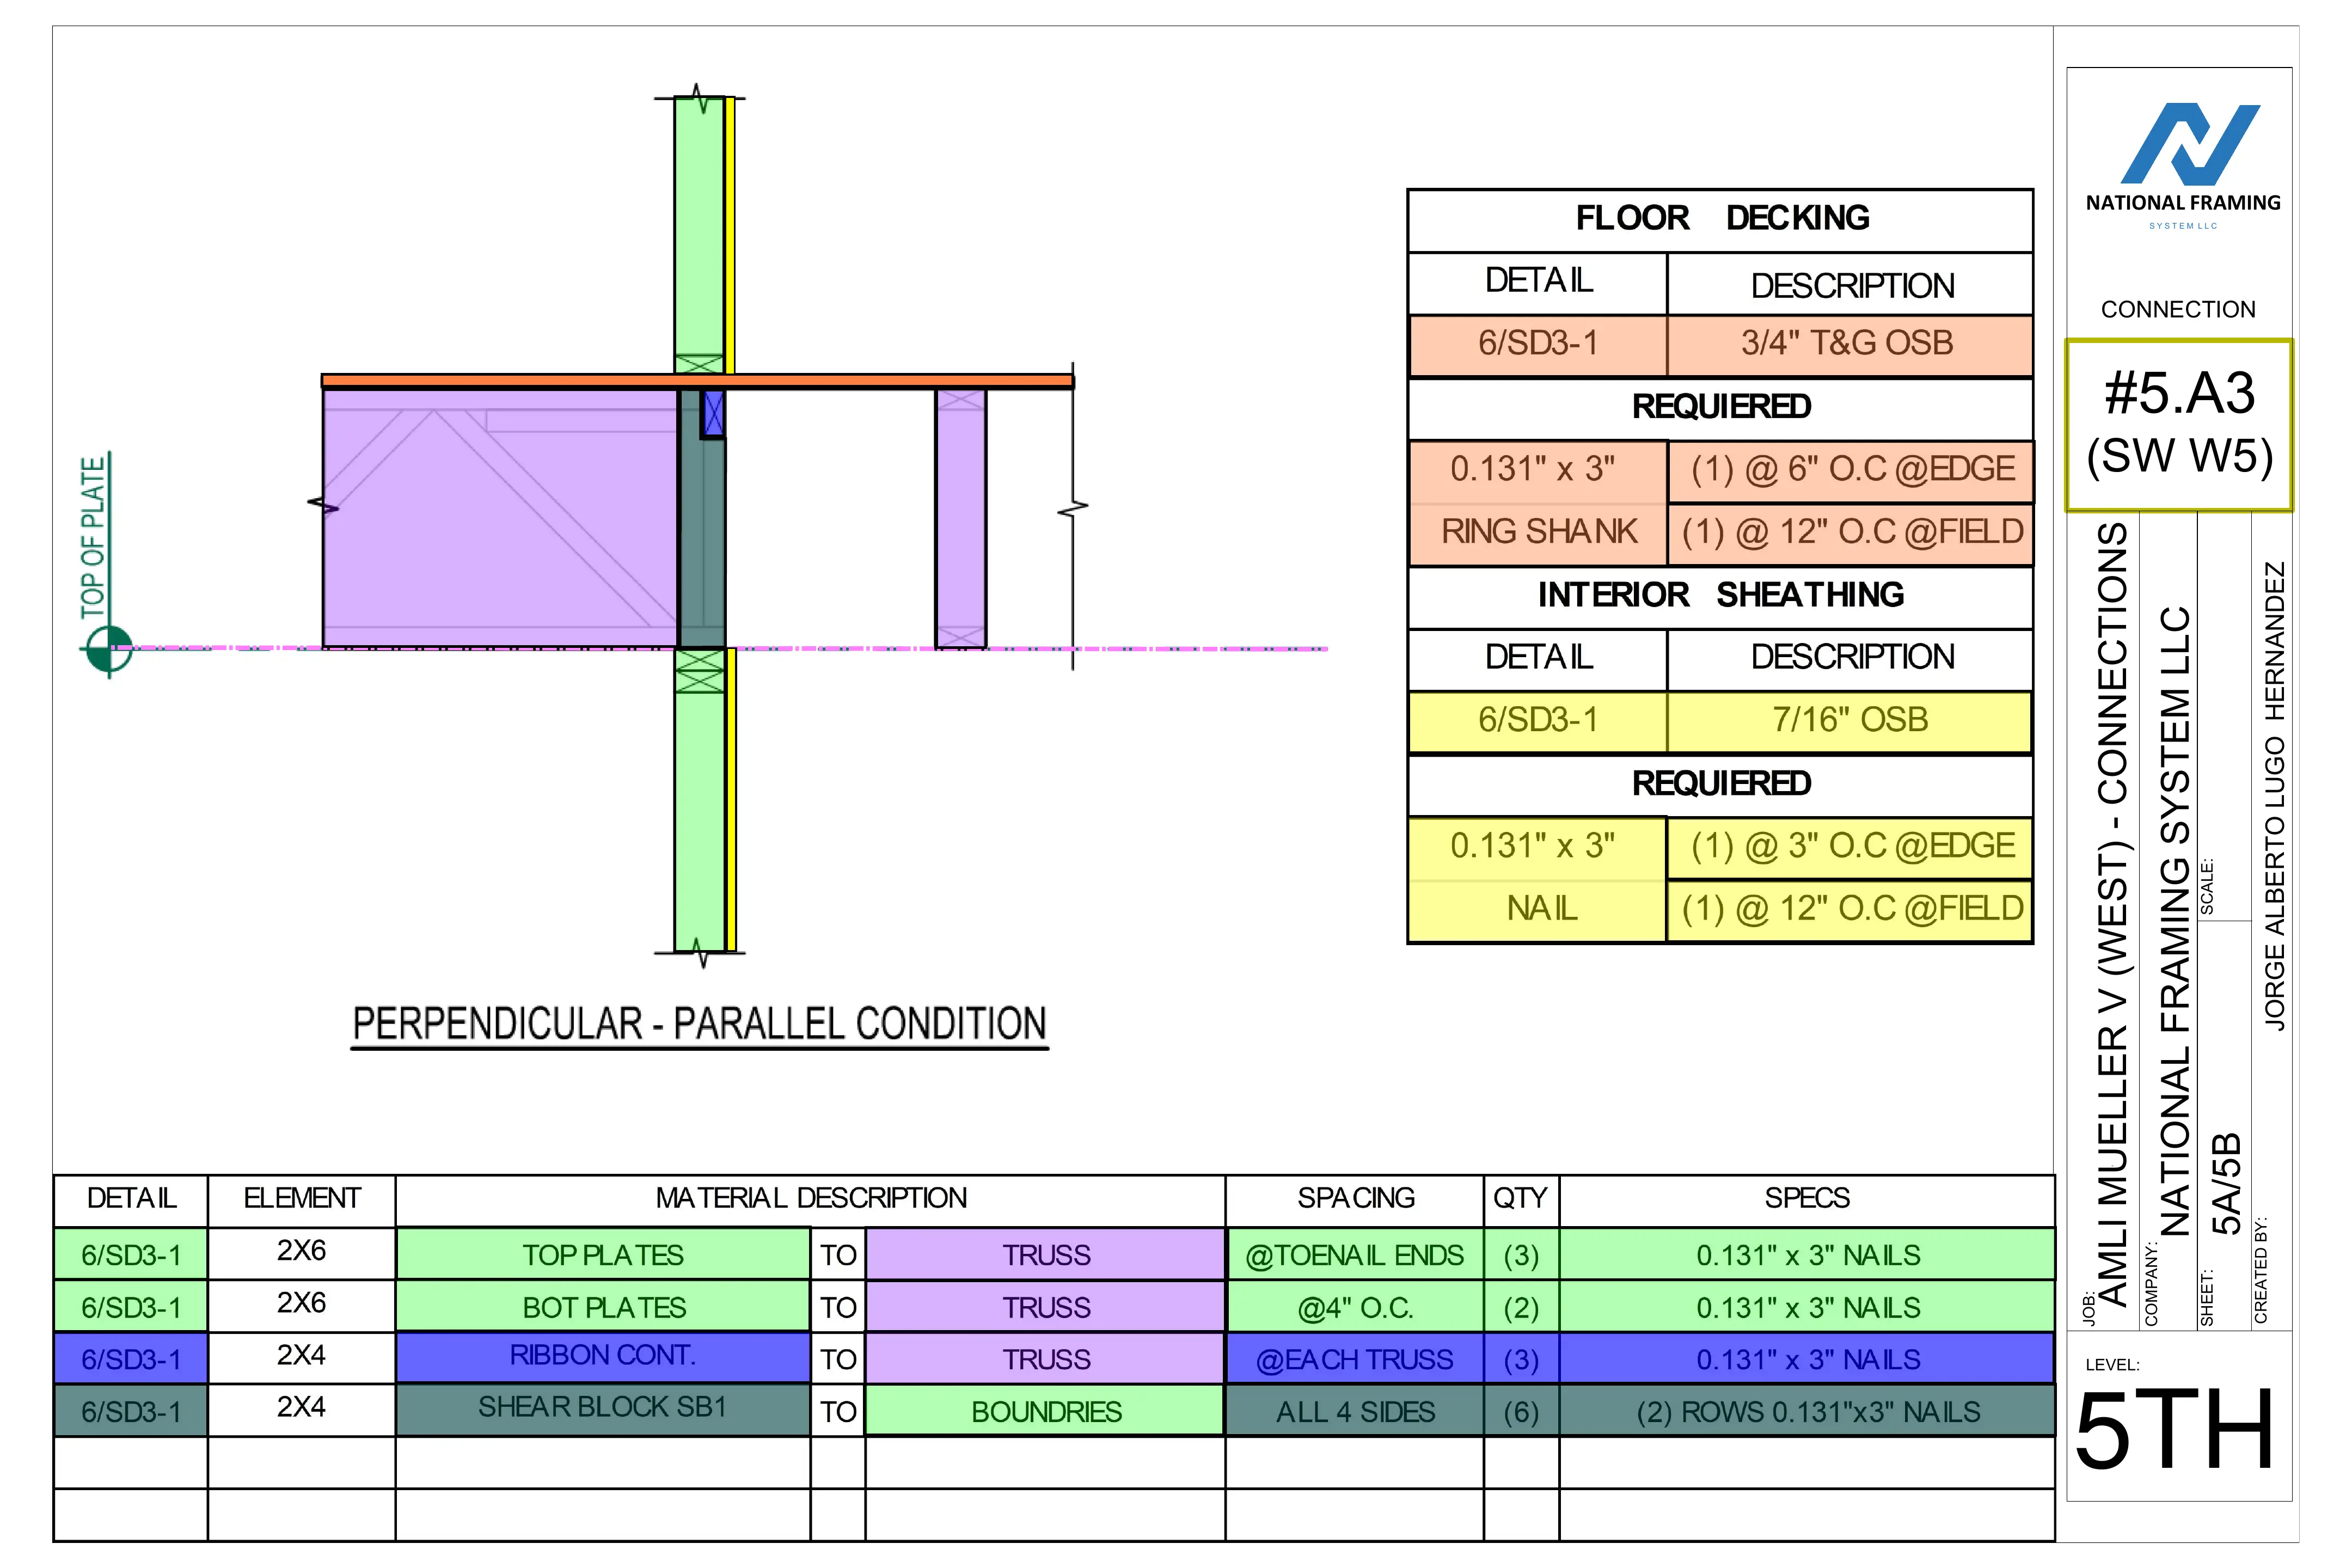 TOP OF PLATE
PERPENDICULAR - PARALLEL CONDITION
FLOOR DECKING
DETAIL DESCRIPTION
6/SD3-1 3/4" T&G OSB
REQUIERED
0.131" x 3" (1) @ 6" O.C @EDGE
RING SHANK (1) @ 12" O.C @FIELD
INTERIOR SHEATHING
DETAIL DESCRIPTION
6/SD3-1 7/16" OSB
REQUIERED
0.131" x 3" (1) @ 3" O.C @EDGE
NAIL (1) @ 12" O.C @FIELD
DETAIL ELEMENT MATERIAL DESCRIPTION SPACING QTY SPECS
6/SD3-1 2X6 TOP PLATES TO TRUSS @TOENAIL ENDS (3) 0.131" x 3" NAILS
6/SD3-1 2X6 BOT PLATES TO TRUSS @4" O.C. (2) 0.131" x 3" NAILS
6/SD3-1 2X4 RIBBON CONT. TO TRUSS @EACH TRUSS (3) 0.131" x 3" NAILS
6/SD3-1 2X4 SHEAR BLOCK SB1 TO BOUNDRIES ALL 4 SIDES (6) (2) ROWS 0.131"x3" NAILS
NATIONAL FRAMING
SYSTEM LLC
CONNECTION
#5.A3
(SW W5)
JOB: AMLI MUELLER V (WEST) - CONNECTIONS
COMPANY: NATIONAL FRAMING SYSTEM LLC
SHEET: 5A/5B
SCALE:
CREATED BY: JORGE ALBERTO LUGO HERNANDEZ
LEVEL:
5TH